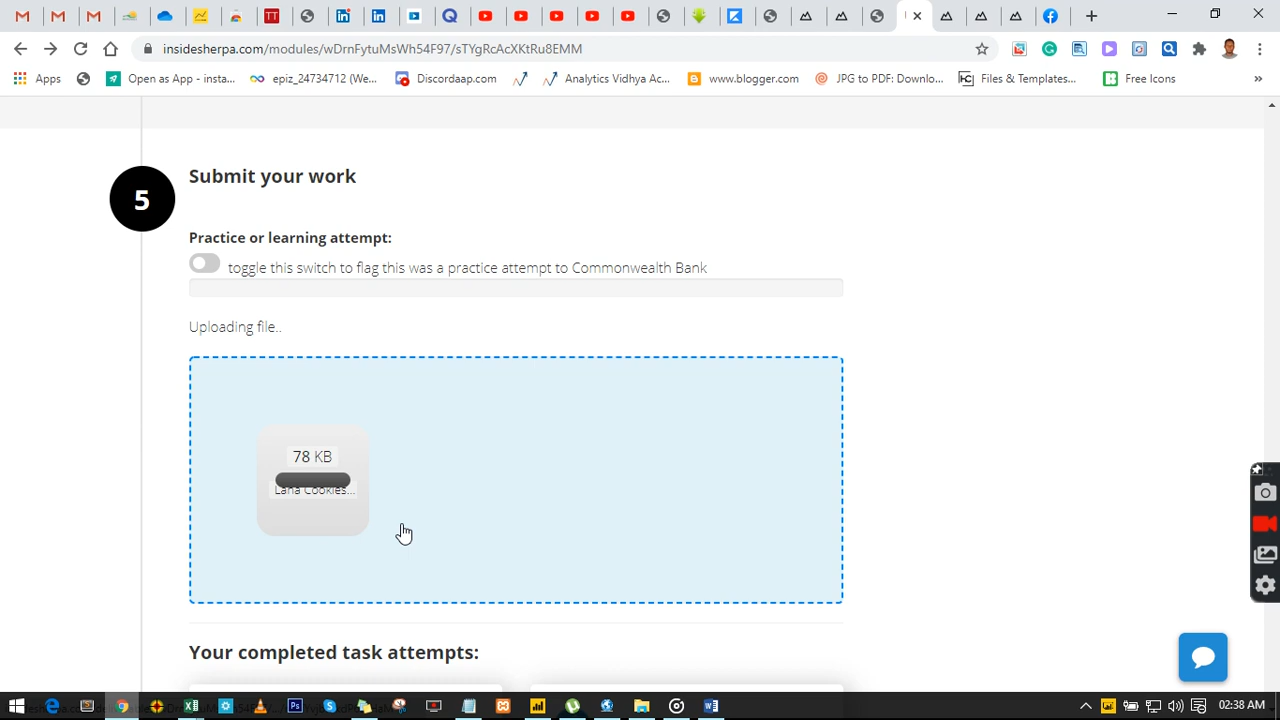 insidesherpa.com/modules/wDrnFytuMsWh54F97/sTYgRcAcXKtRu8EMM
Apps
Open as App - insta...
epiz_24734712 (We...
Discordaap.com
Analytics Vidhya Ac...
www.blogger.com
JPG to PDF: Downlo...
Files & Templates...
Free Icons
»
5
Submit your work
Practice or learning attempt:
toggle this switch to flag this was a practice attempt to Commonwealth Bank
Uploading file..
78 KB
Lana Cookies...
Your completed task attempts:
02:38 AM